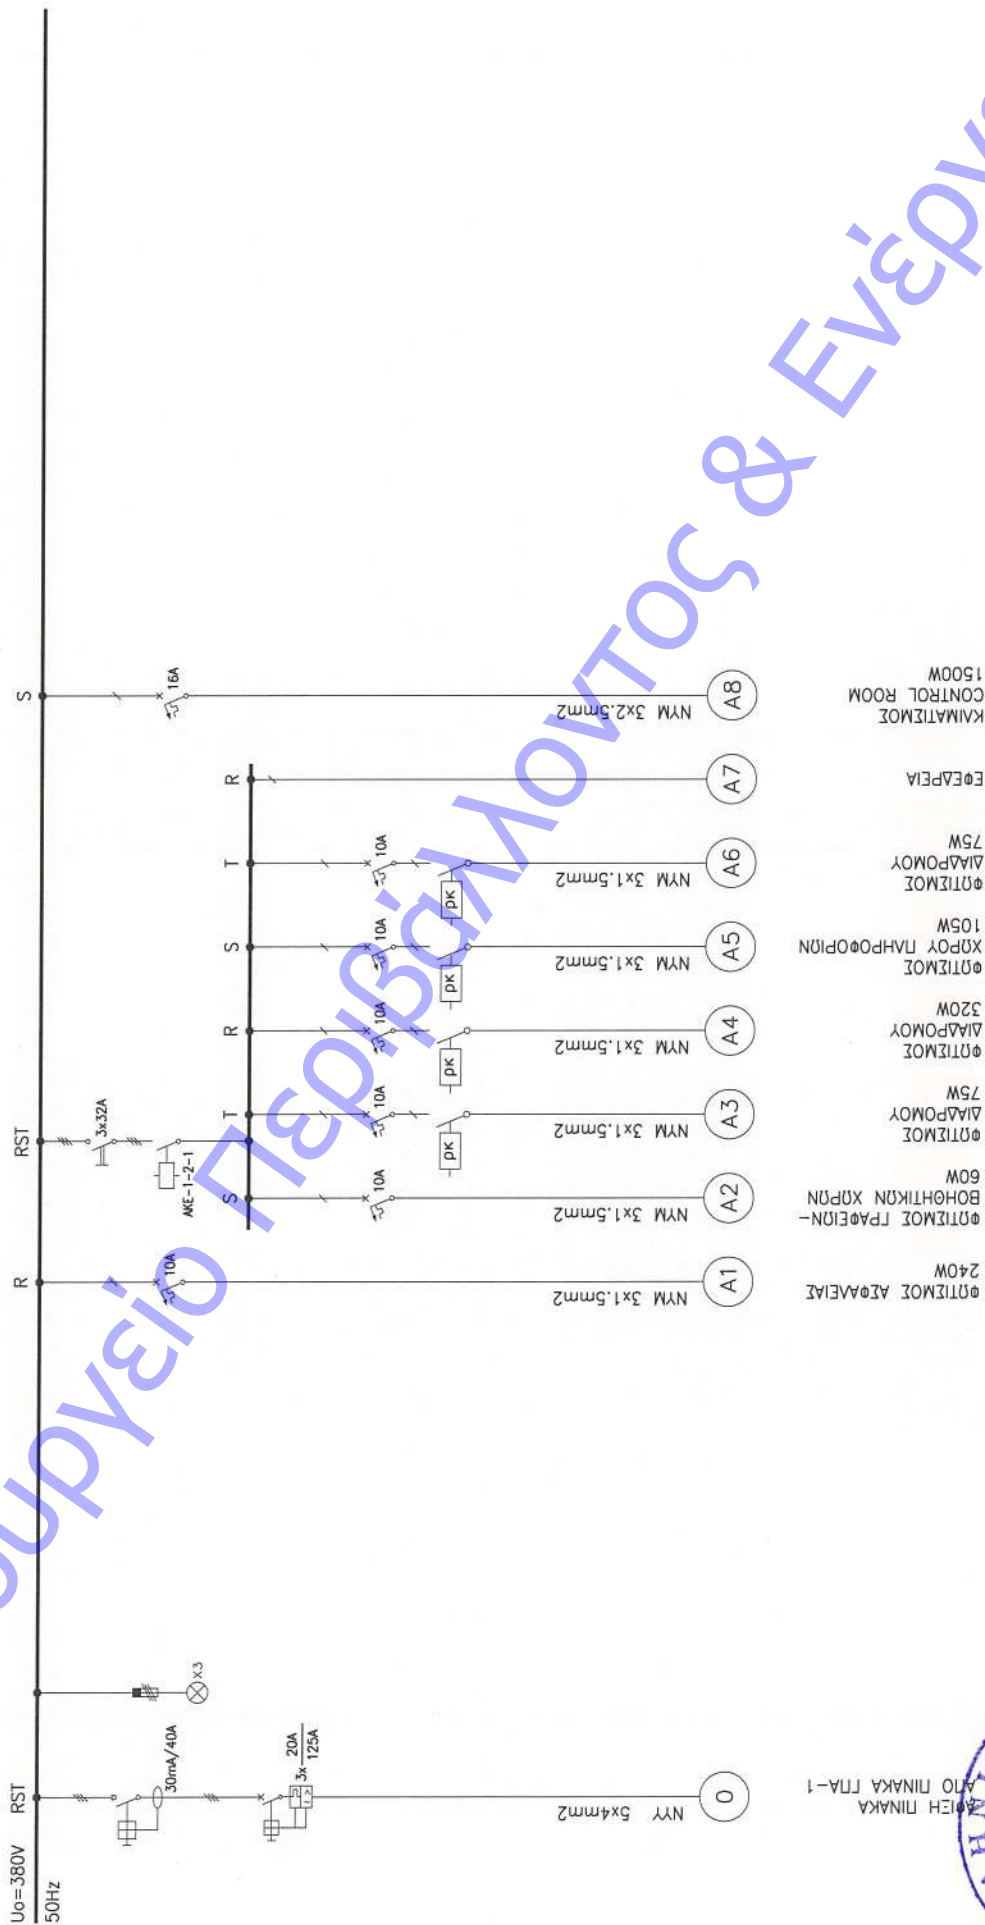 Uo=380V
50Hz
RST
30mA/40A
3x 20A
125A
NYY 5x4mm2
0
ΑΦΙΞΗ ΠΙΝΑΚΑ
ΑΠΟ ΠΙΝΑΚΑ ΓΠΑ-1
x3
R
10A
NYM 3x1.5mm2
A1
ΦΩΤΙΣΜΟΣ ΑΣΦΑΛΕΙΑΣ
240W
RST
3x32A
AKE-1-2-1
S
10A
NYM 3x1.5mm2
A2
ΦΩΤΙΣΜΟΣ ΓΡΑΦΕΙΩΝ-
ΒΟΗΘΗΤΙΚΩΝ ΧΩΡΩΝ
60W
T
10A
ρκ
NYM 3x1.5mm2
A3
ΦΩΤΙΣΜΟΣ
ΔΙΑΔΡΟΜΟΥ
75W
R
10A
ρκ
NYM 3x1.5mm2
A4
ΦΩΤΙΣΜΟΣ
ΔΙΑΔΡΟΜΟΥ
320W
S
10A
ρκ
NYM 3x1.5mm2
A5
ΦΩΤΙΣΜΟΣ
ΧΩΡΟΥ ΠΛΗΡΟΦΟΡΙΩΝ
105W
T
10A
ρκ
NYM 3x1.5mm2
A6
ΦΩΤΙΣΜΟΣ
ΔΙΑΔΡΟΜΟΥ
75W
R
A7
ΕΦΕΔΡΕΙΑ
S
16A
NYM 3x2.5mm2
A8
ΚΛΙΜΑΤΙΣΜΟΣ
CONTROL ROOM
1500W
Περιβάλλοντος &